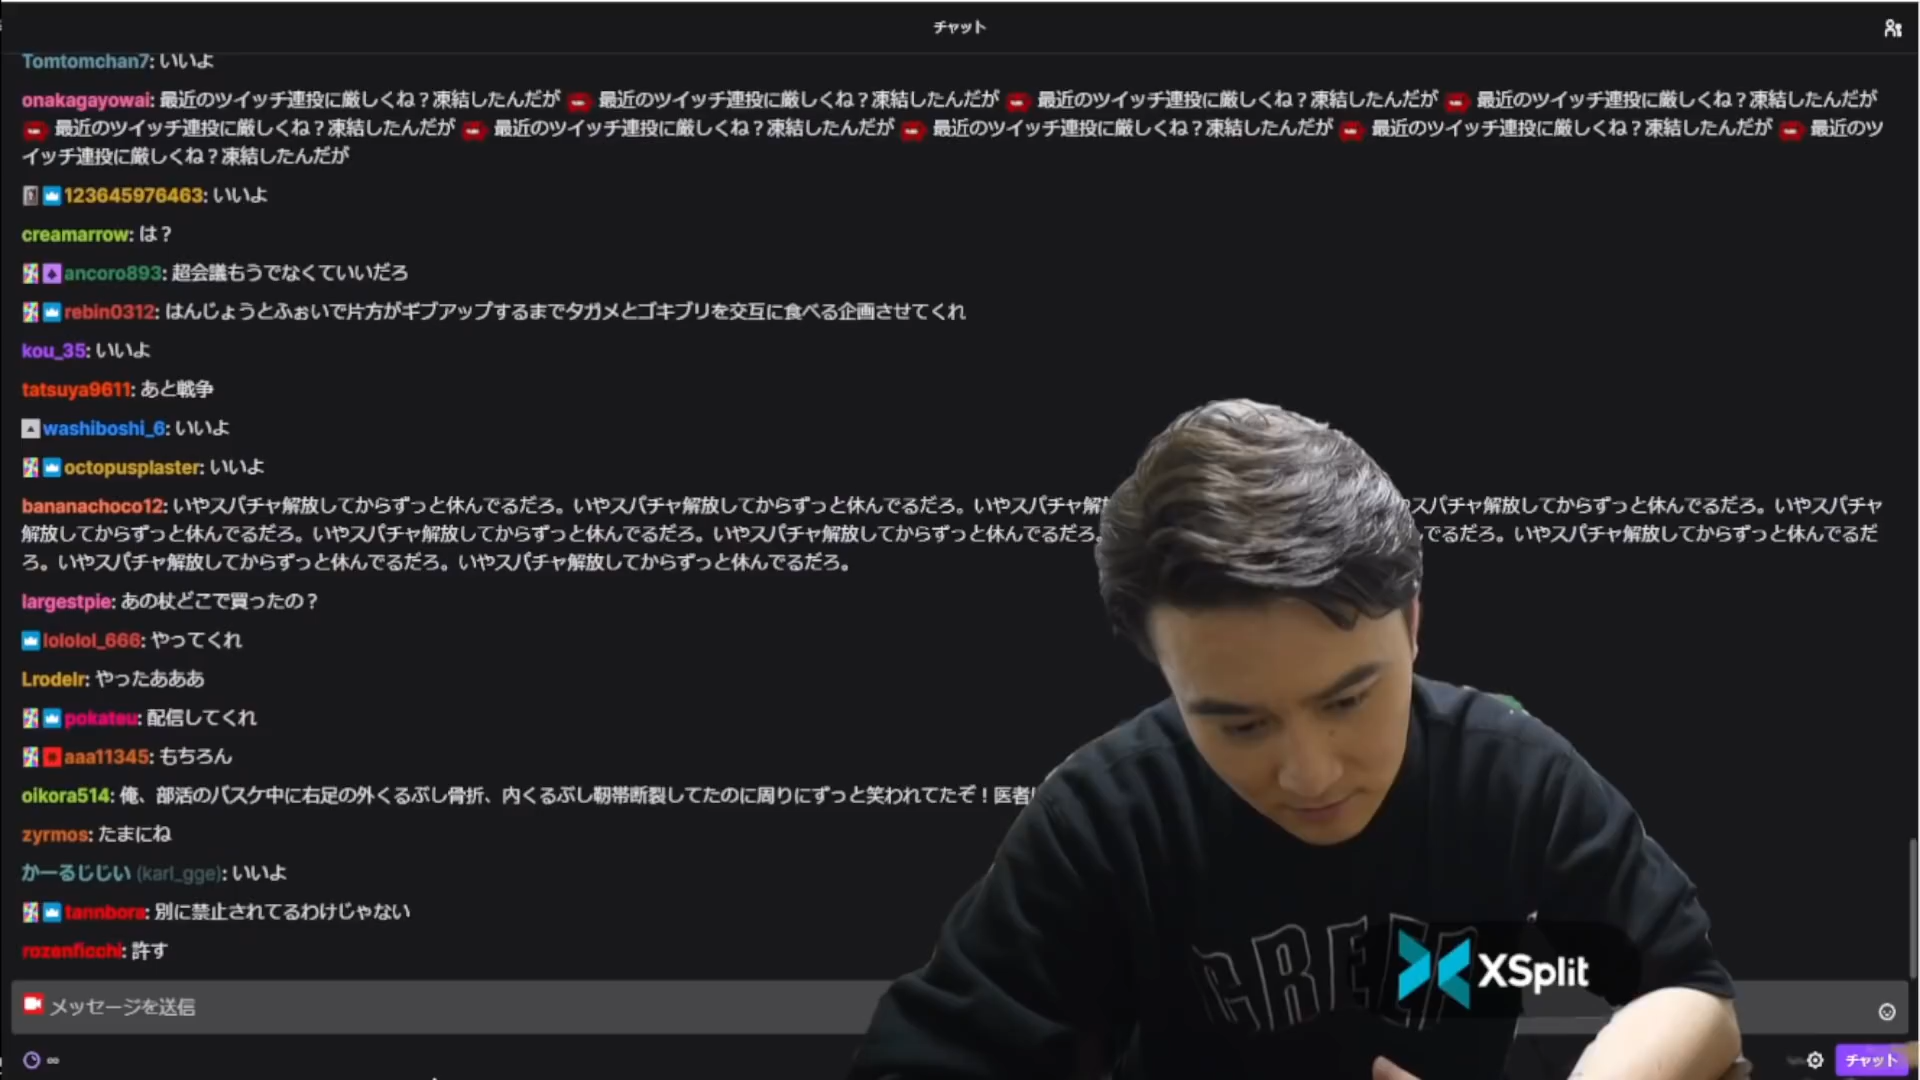 チャット
Tomtomchan7: いいよ
onakagayowai: 最近のツイッチ連投に厳しくね？凍結したんだが 最近のツイッチ連投に厳しくね？凍結したんだが 最近のツイッチ連投に厳しくね？凍結したんだが 最近のツイッチ連投に厳しくね？凍結したんだが
最近のツイッチ連投に厳しくね？凍結したんだが 最近のツイッチ連投に厳しくね？凍結したんだが 最近のツイッチ連投に厳しくね？凍結したんだが 最近のツイッチ連投に厳しくね？凍結したんだが 最近のツ
イッチ連投に厳しくね？凍結したんだが
123645976463: いいよ
creamarrow: は？
ancoro893: 超会議もうでなくていいだろ
rebin0312: はんじょうとふぉいで片方がギブアップするまでタガメとゴキブリを交互に食べる企画させてくれ
kou_35: いいよ
tatsuya9611: あと戦争
washiboshi_6: いいよ
octopusplaster: いいよ
bananachoco12: いやスパチャ解放してからずっと休んでるだろ。いやスパチャ解放してからずっと休んでるだろ。いやスパチャ解 スパチャ解放してからずっと休んでるだろ。いやスパチャ
解放してからずっと休んでるだろ。いやスパチャ解放してからずっと休んでるだろ。いやスパチャ解放してからずっと休んでるだろ。 でるだろ。いやスパチャ解放してからずっと休んでるだ
ろ。いやスパチャ解放してからずっと休んでるだろ。いやスパチャ解放してからずっと休んでるだろ。
largestpie: あの杖どこで買ったの？
lololol_666: やってくれ
Lrodelr: やったあああ
pokateu: 配信してくれ
aaa11345: もちろん
oikora514: 俺、部活のバスケ中に右足の外くるぶし骨折、内くるぶし靭帯断裂してたのに周りにずっと笑われてたぞ！医者
zyrmos: たまにね
かーるじじい (karl_gge): いいよ
tannbora: 別に禁止されてるわけじゃない
rozenficchi: 許す
XSplit
メッセージを送信
チャット